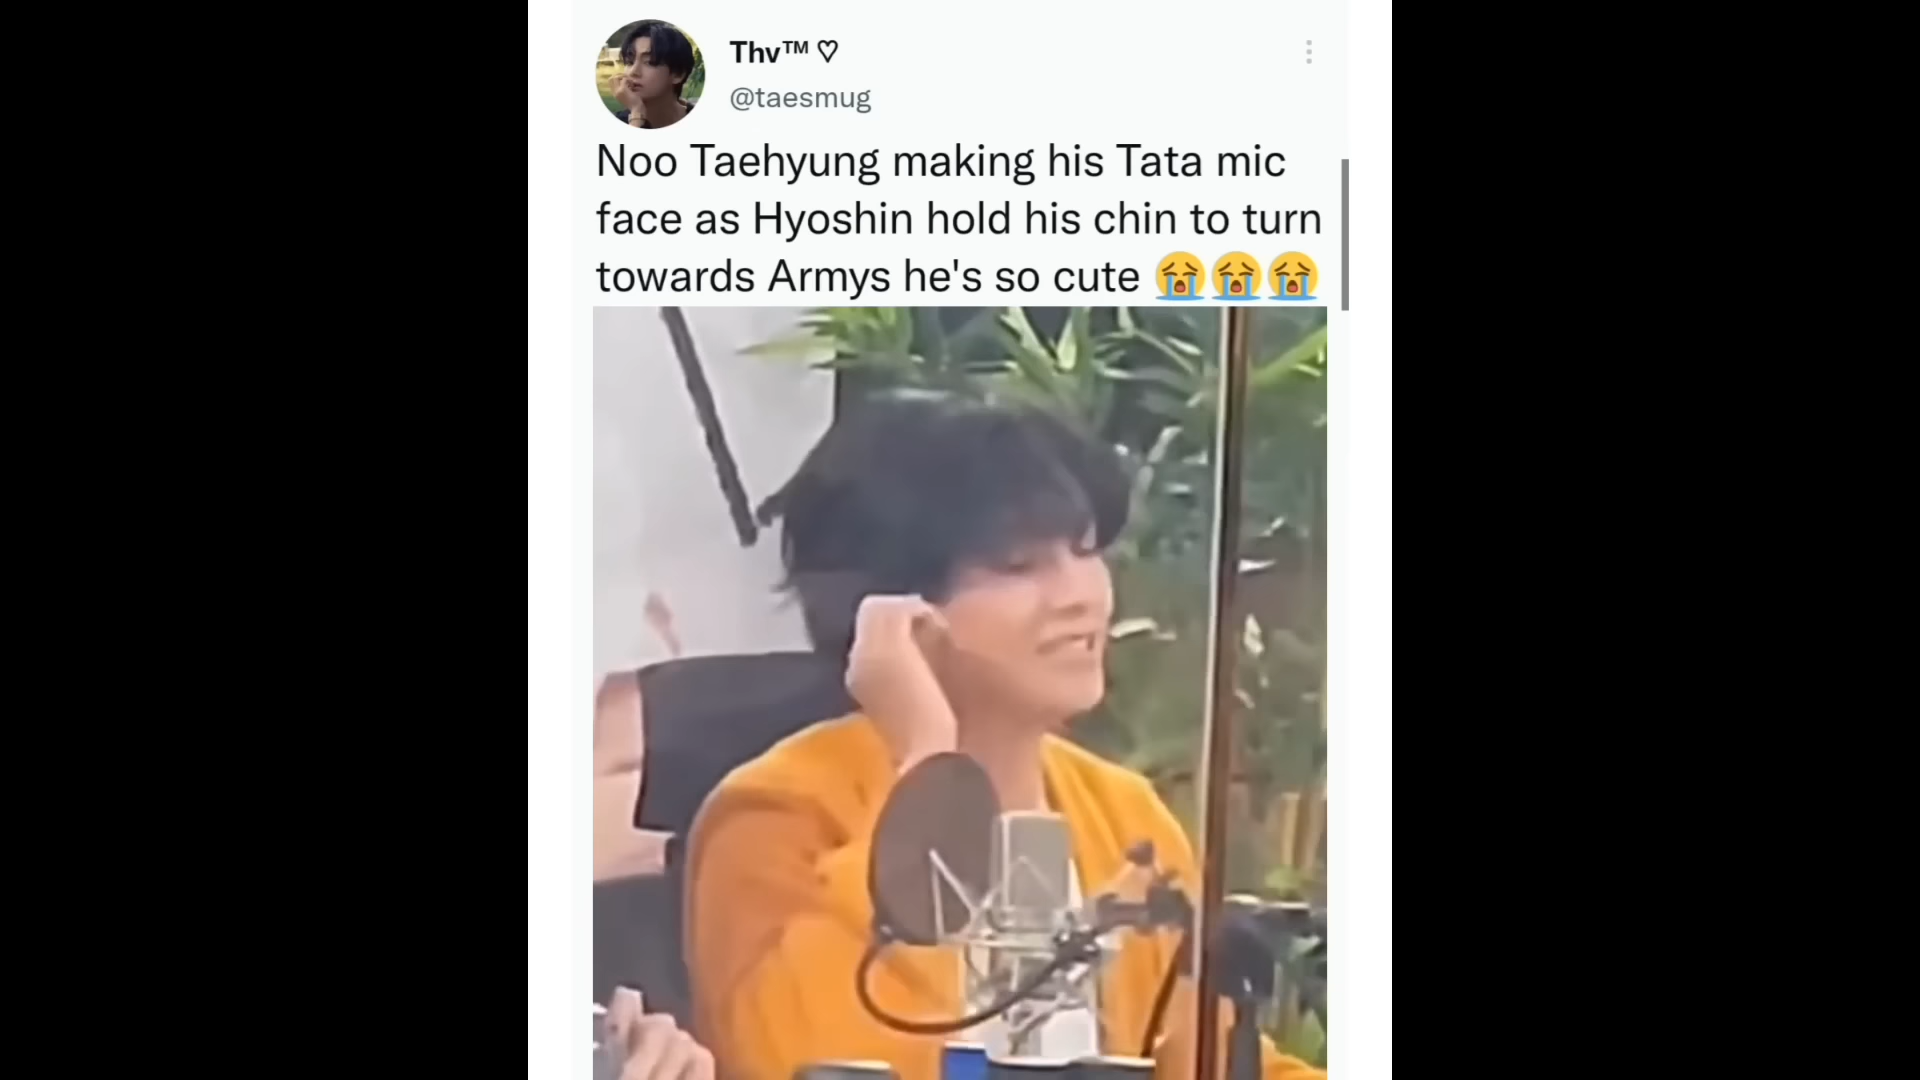 Thv™ ♡
@taesmug
Noo Taehyung making his Tata mic
face as Hyoshin hold his chin to turn
towards Armys he's so cute 😭😭😭